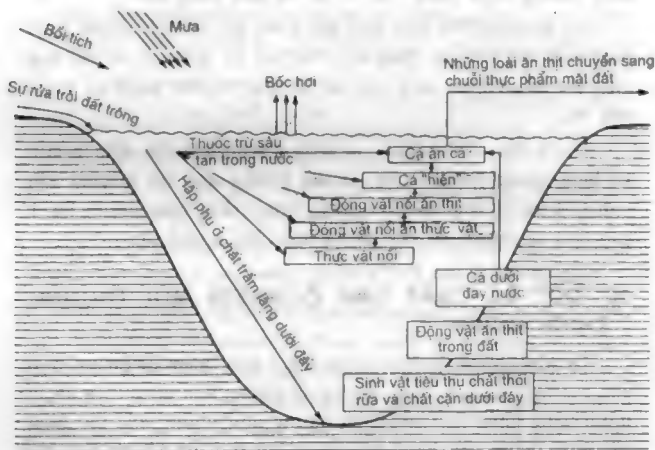 Bồi tích
Mưa
Những loài ăn thịt chuyển sang
chuỗi thực phẩm mặt đất
Bốc hơi
Sự rửa trôi đất trồng
Thuốc trừ sâu
tan trong nước
Cá ăn cá
Cá "hiền"
Động vật nổi ăn thịt
Động vật nổi ăn thực vật
Thực vật nổi
Hấp phụ ở chất trầm lắng dưới đáy
Cá dưới
đáy nước
Động vật ăn thịt
trong đất
Sinh vật tiêu thụ chất thối
rữa và chất cặn dưới đáy